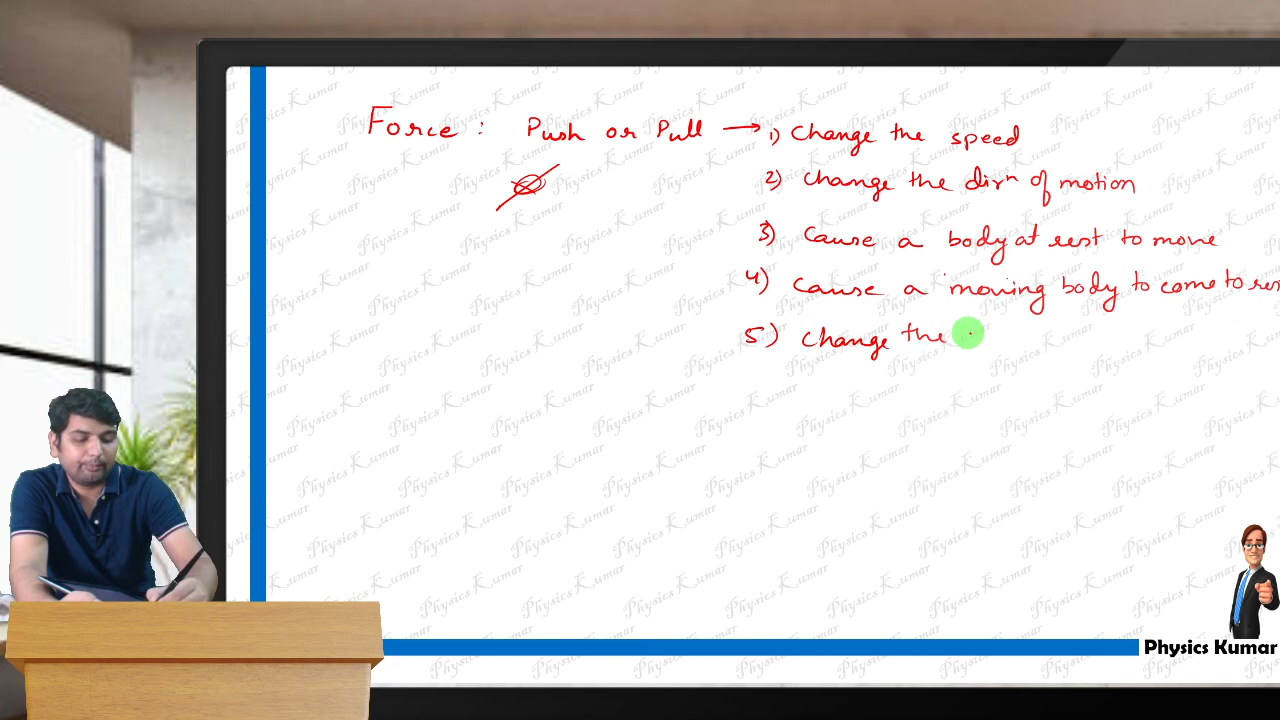 Force : Push or Pull → 1) Change the speed
2) Change the dirⁿ of motion
3) Cause a body at rest to move
4) Cause a moving body to come to res
5) Change the
Physics Kumar